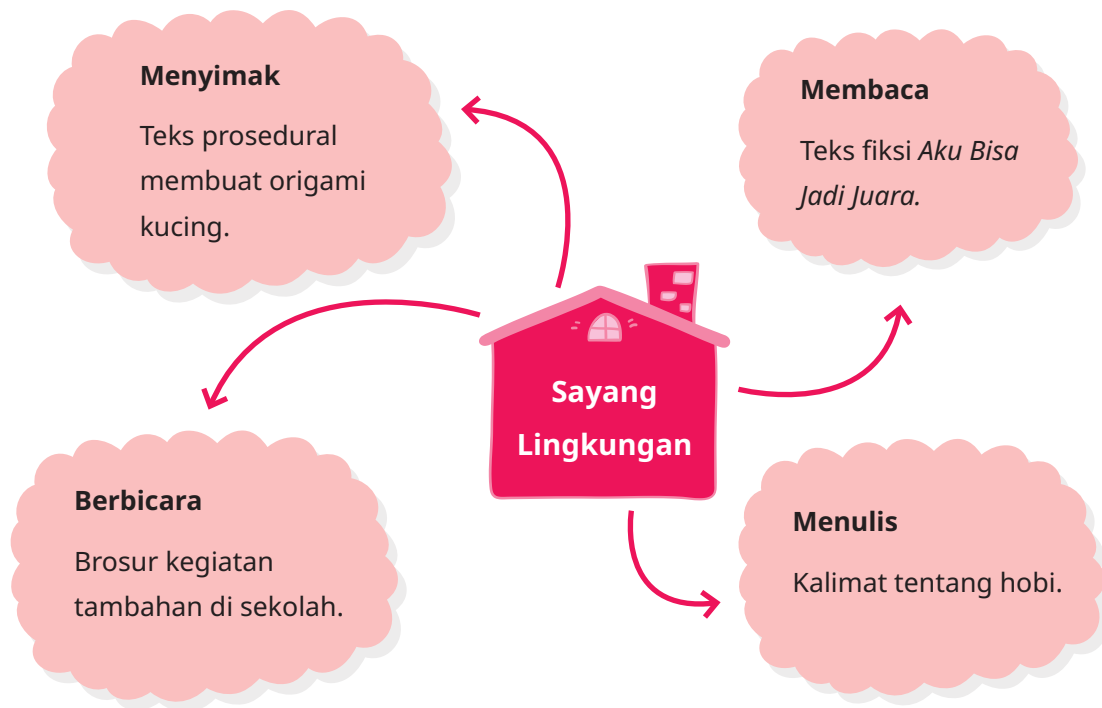 Menyimak
Teks prosedural
membuat origami
kucing.
Membaca
Teks fiksi Aku Bisa
Jadi Juara.
Sayang
Lingkungan
Berbicara
Brosur kegiatan
tambahan di sekolah.
Menulis
Kalimat tentang hobi.